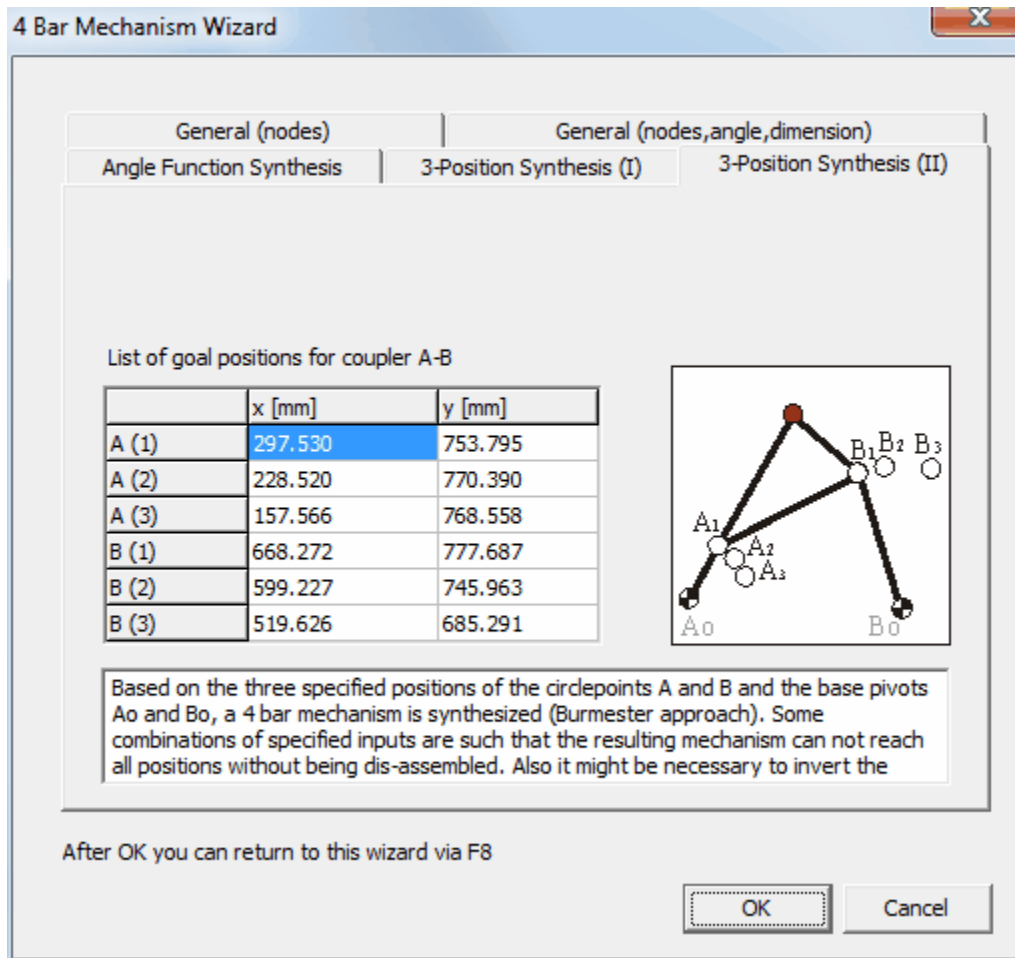 4 Bar Mechanism Wizard
General (nodes)
General (nodes,angle,dimension)
Angle Function Synthesis
3-Position Synthesis (I)
3-Position Synthesis (II)
List of goal positions for coupler A-B
x [mm] y [mm]
A (1) 297.530 753.795
A (2) 228.520 770.390
A (3) 157.566 768.558
B (1) 668.272 777.687
B (2) 599.227 745.963
B (3) 519.626 685.291
B1 B2 B3
A1
A2
A3
Ao Bo
Based on the three specified positions of the circlepoints A and B and the base pivots
Ao and Bo, a 4 bar mechanism is synthesized (Burmester approach). Some
combinations of specified inputs are such that the resulting mechanism can not reach
all positions without being dis-assembled. Also it might be necessary to invert the
After OK you can return to this wizard via F8
OK Cancel